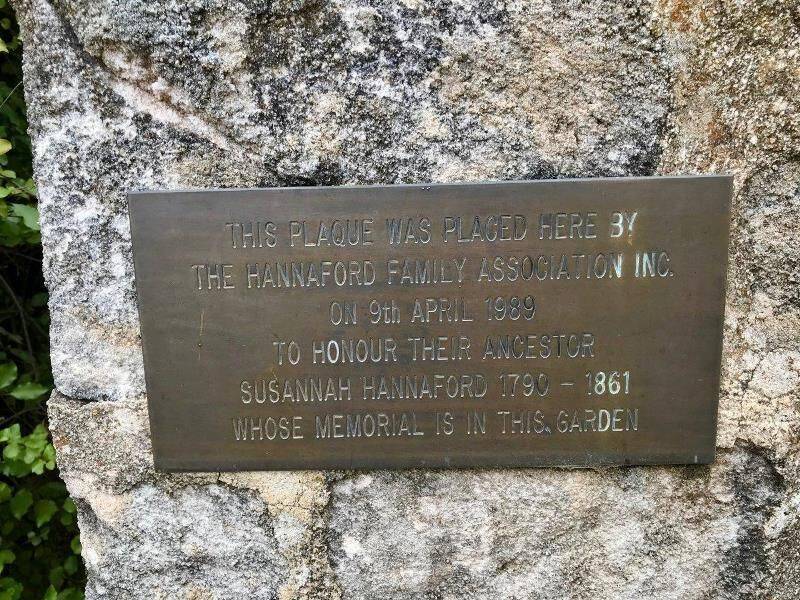 THIS PLAQUE WAS PLACED HERE BY
THE HANNAFORD FAMILY ASSOCIATION INC.
ON 9th APRIL 1989
TO HONOUR THEIR ANCESTOR
SUSANNAH HANNAFORD 1790 - 1861
WHOSE MEMORIAL IS IN THIS GARDEN